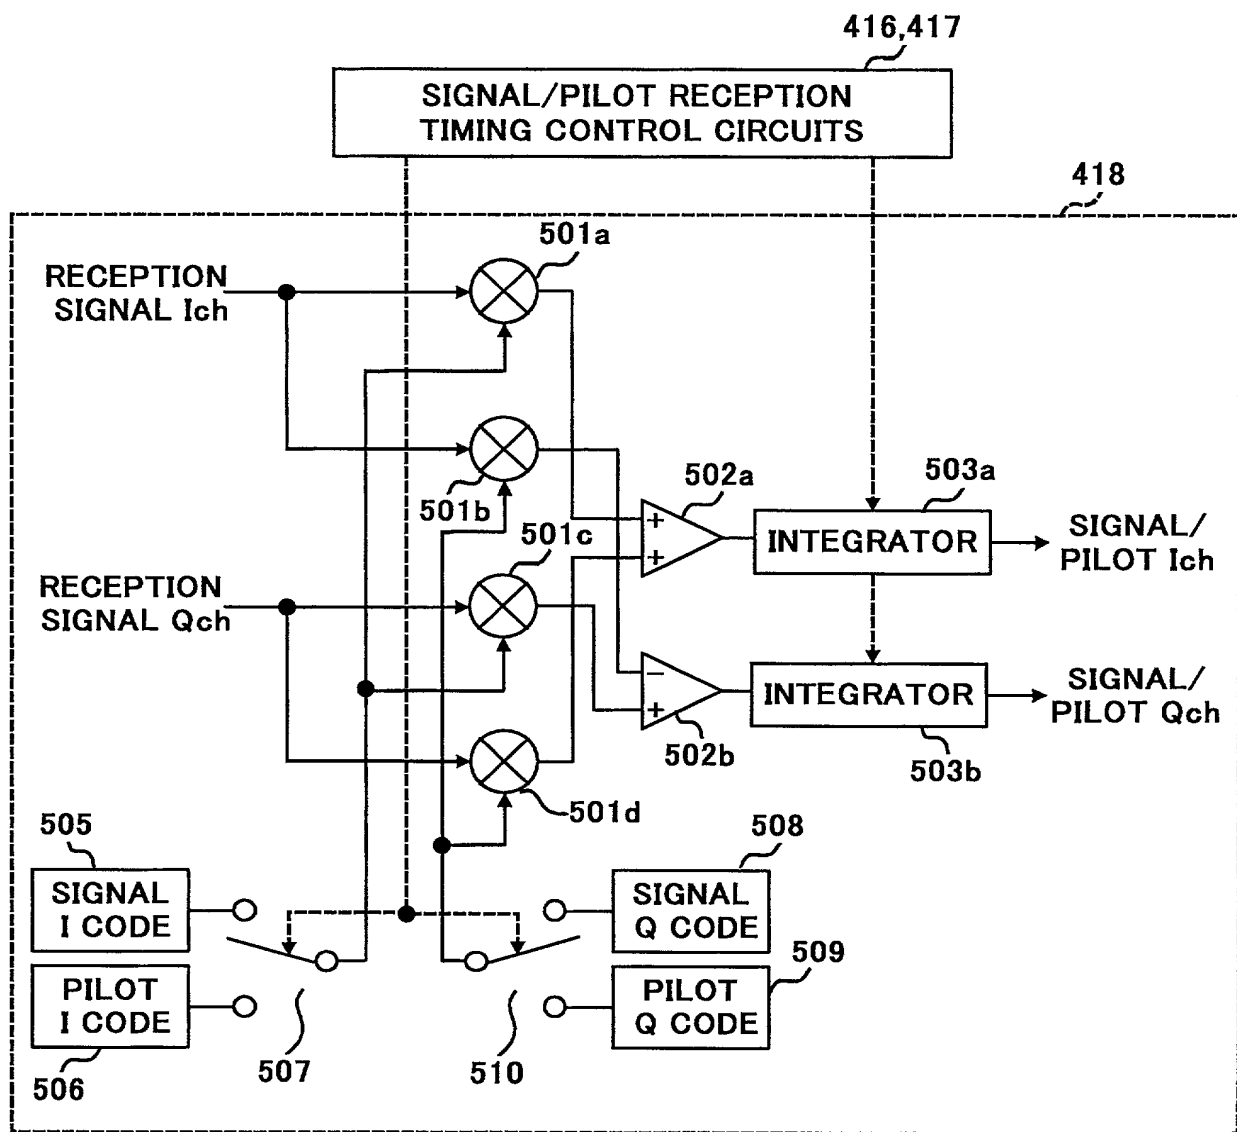 416,417
SIGNAL/PILOT RECEPTION
TIMING CONTROL CIRCUITS
418
501a
RECEPTION
SIGNAL Ich
501b
502a
503a
+
+
INTEGRATOR
SIGNAL/
PILOT Ich
501c
RECEPTION
SIGNAL Qch
−
+
INTEGRATOR
SIGNAL/
PILOT Qch
502b
503b
501d
505
SIGNAL
I CODE
508
SIGNAL
Q CODE
PILOT
I CODE
509
PILOT
Q CODE
506
507
510